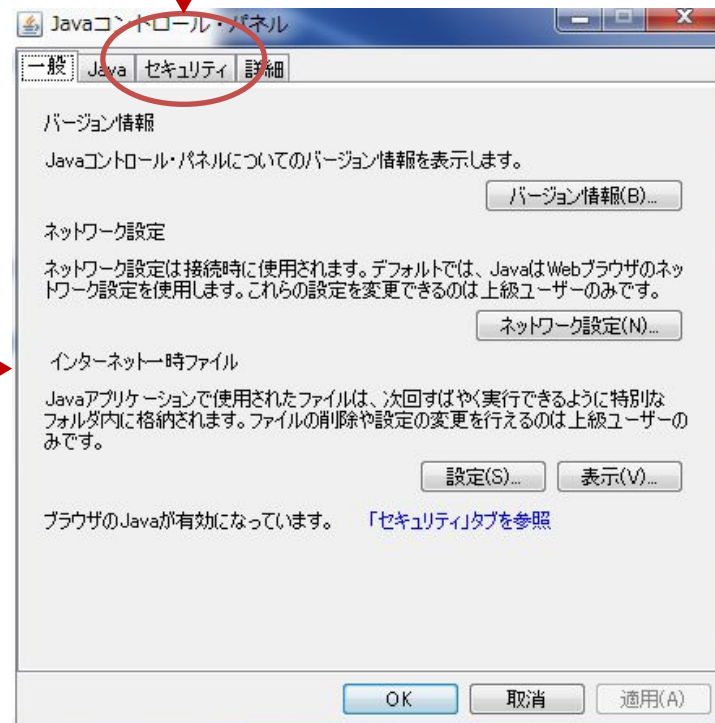 Javaコントロール・パネル
一般 Java セキュリティ 詳細
バージョン情報
Javaコントロール・パネルについてのバージョン情報を表示します。
バージョン情報(B)...
ネットワーク設定
ネットワーク設定は接続時に使用されます。デフォルトでは、JavaはWebブラウザのネッ
トワーク設定を使用します。これらの設定を変更できるのは上級ユーザーのみです。
ネットワーク設定(N)...
インターネット一時ファイル
Javaアプリケーションで使用されたファイルは、次回すばやく実行できるように特別な
フォルダ内に格納されます。ファイルの削除や設定の変更を行えるのは上級ユーザーの
みです。
設定(S)... 表示(V)...
ブラウザのJavaが有効になっています。 「セキュリティ」タブを参照
OK 取消 適用(A)